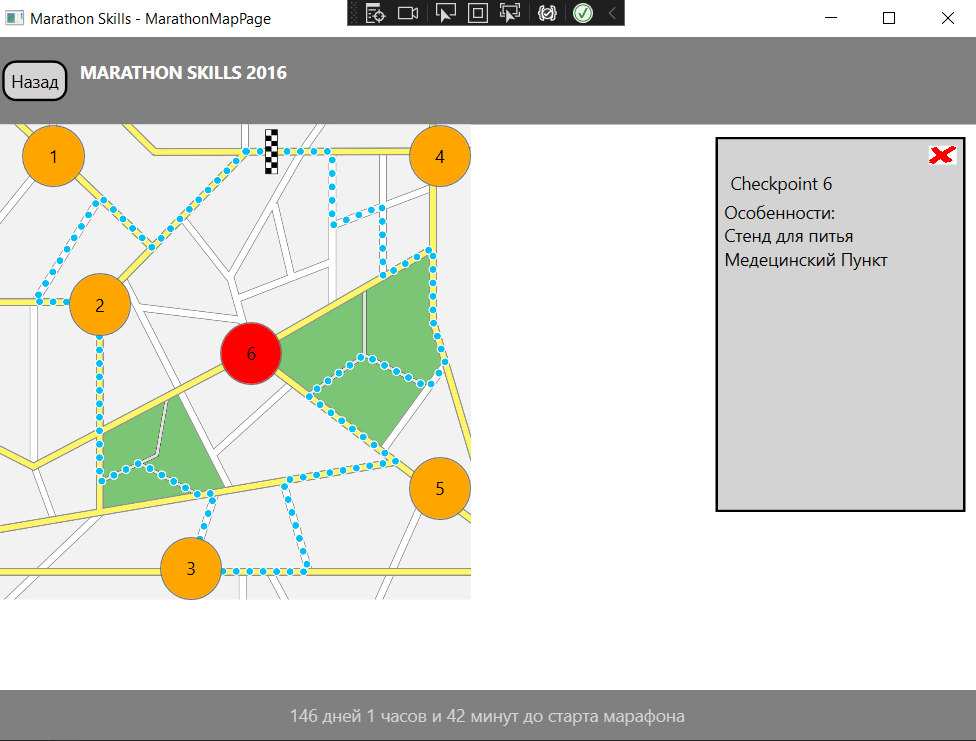 Marathon Skills - MarathonMapPage
Назад
MARATHON SKILLS 2016
1
4
2
6
5
3
Checkpoint 6
Особенности:
Стенд для питья
Медецинский Пункт
146 дней 1 часов и 42 минут до старта марафона